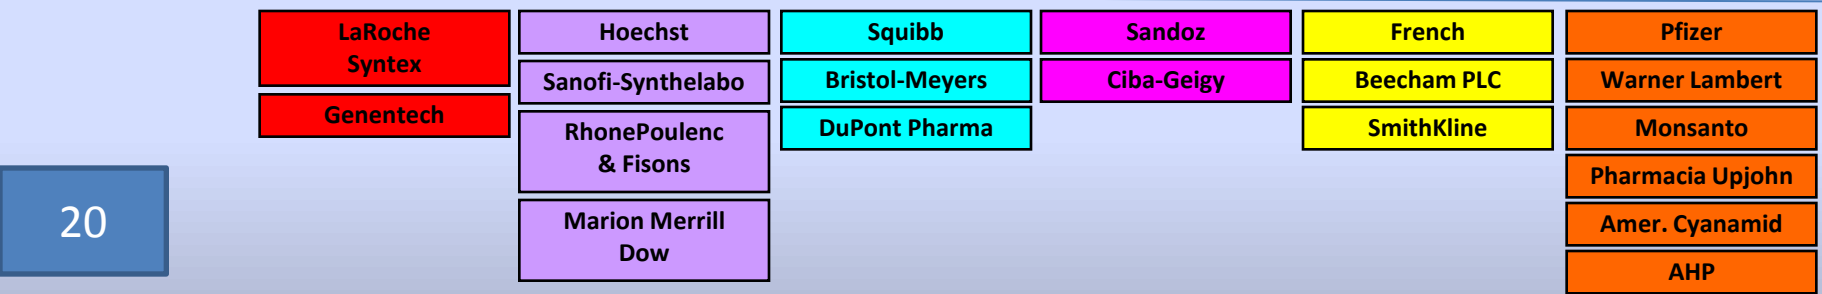 LaRoche
Syntex
Genentech
Hoechst
Sanofi-Synthelabo
RhonePoulenc
& Fisons
Marion Merrill
Dow
Squibb
Bristol-Meyers
DuPont Pharma
Sandoz
Ciba-Geigy
French
Beecham PLC
SmithKline
Pfizer
Warner Lambert
Monsanto
Pharmacia Upjohn
Amer. Cyanamid
AHP
20